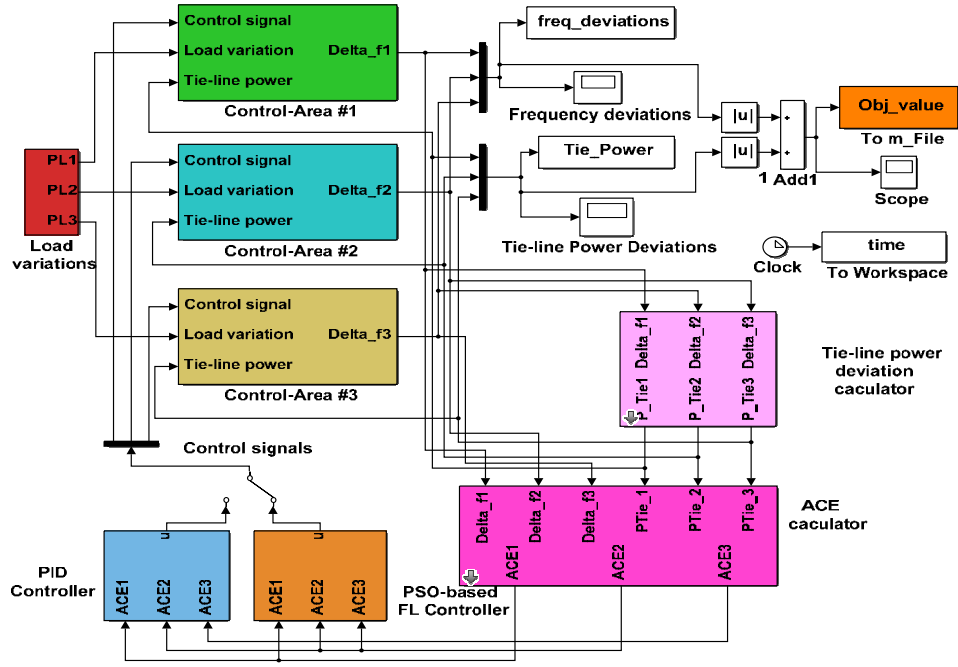 Control signal
Load variation Delta_f1
Tie-line power
Control-Area #1
freq_deviations
Frequency deviations
|u|
|u|
+
+
1 Add1
Obj_value
To m_File
Scope
Tie_Power
Tie-line Power Deviations
PL1
PL2
PL3
Load
variations
Control signal
Load variation Delta_f2
Tie-line power
Control-Area #2
Clock
time
To Workspace
Control signal
Load variation Delta_f3
Tie-line power
Control-Area #3
Delta_f1
Delta_f2
Delta_f3
P_Tie1
P_Tie2
P_Tie3
Tie-line power
deviation
caculator
Control signals
Delta_f1
Delta_f2
Delta_f3
PTie_1
PTie_2
PTie_3
ACE1
ACE2
ACE3
ACE
caculator
PID
Controller
u
ACE1
ACE2
ACE3
u
ACE1
ACE2
ACE3
PSO-based
FL Controller